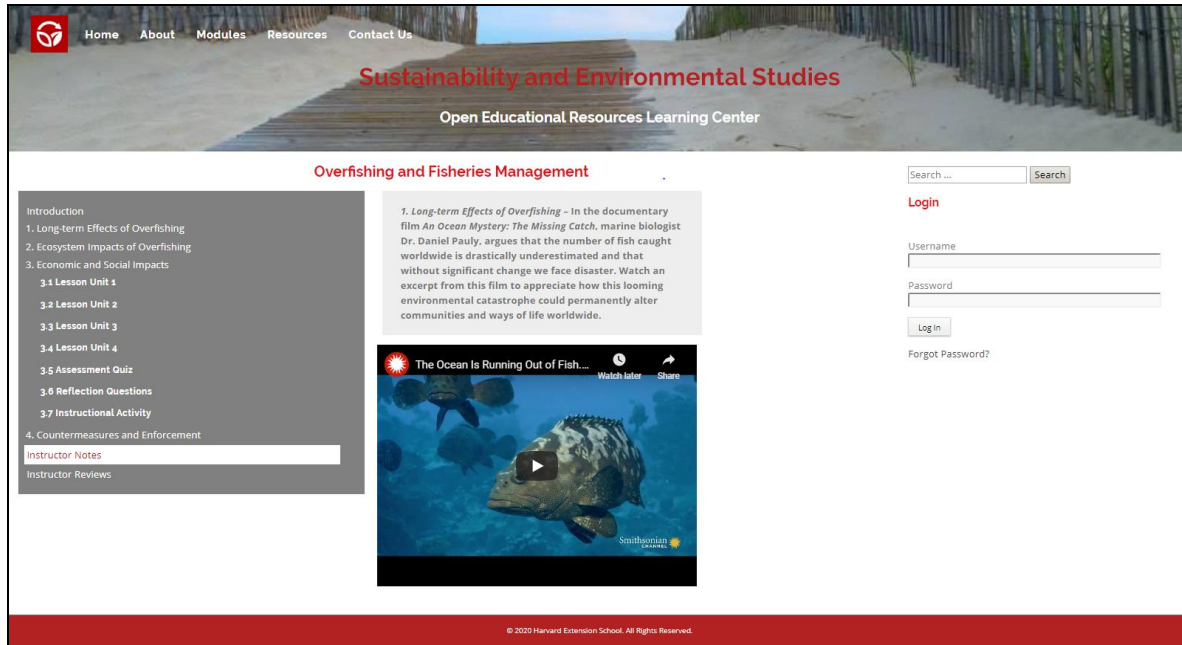 Home About Modules Resources Contact Us
Sustainability and Environmental Studies
Open Educational Resources Learning Center
Overfishing and Fisheries Management
Introduction
1. Long-term Effects of Overfishing
2. Ecosystem Impacts of Overfishing
3. Economic and Social Impacts
3.1 Lesson Unit 1
3.2 Lesson Unit 2
3.3 Lesson Unit 3
3.4 Lesson Unit 4
3.5 Assessment Quiz
3.6 Reflection Questions
3.7 Instructional Activity
4. Countermeasures and Enforcement
Instructor Notes
Instructor Reviews
1. Long-term Effects of Overfishing – In the documentary
film An Ocean Mystery: The Missing Catch, marine biologist
Dr. Daniel Pauly, argues that the number of fish caught
worldwide is drastically underestimated and that
without significant change we face disaster. Watch an
excerpt from this film to appreciate how this looming
environmental catastrophe could permanently alter
communities and ways of life worldwide.
The Ocean Is Running Out of Fish....
Watch later Share
Smithsonian
CHANNEL
Search ... Search
Login
Username
Password
Log In
Forgot Password?
© 2020 Harvard Extension School. All Rights Reserved.